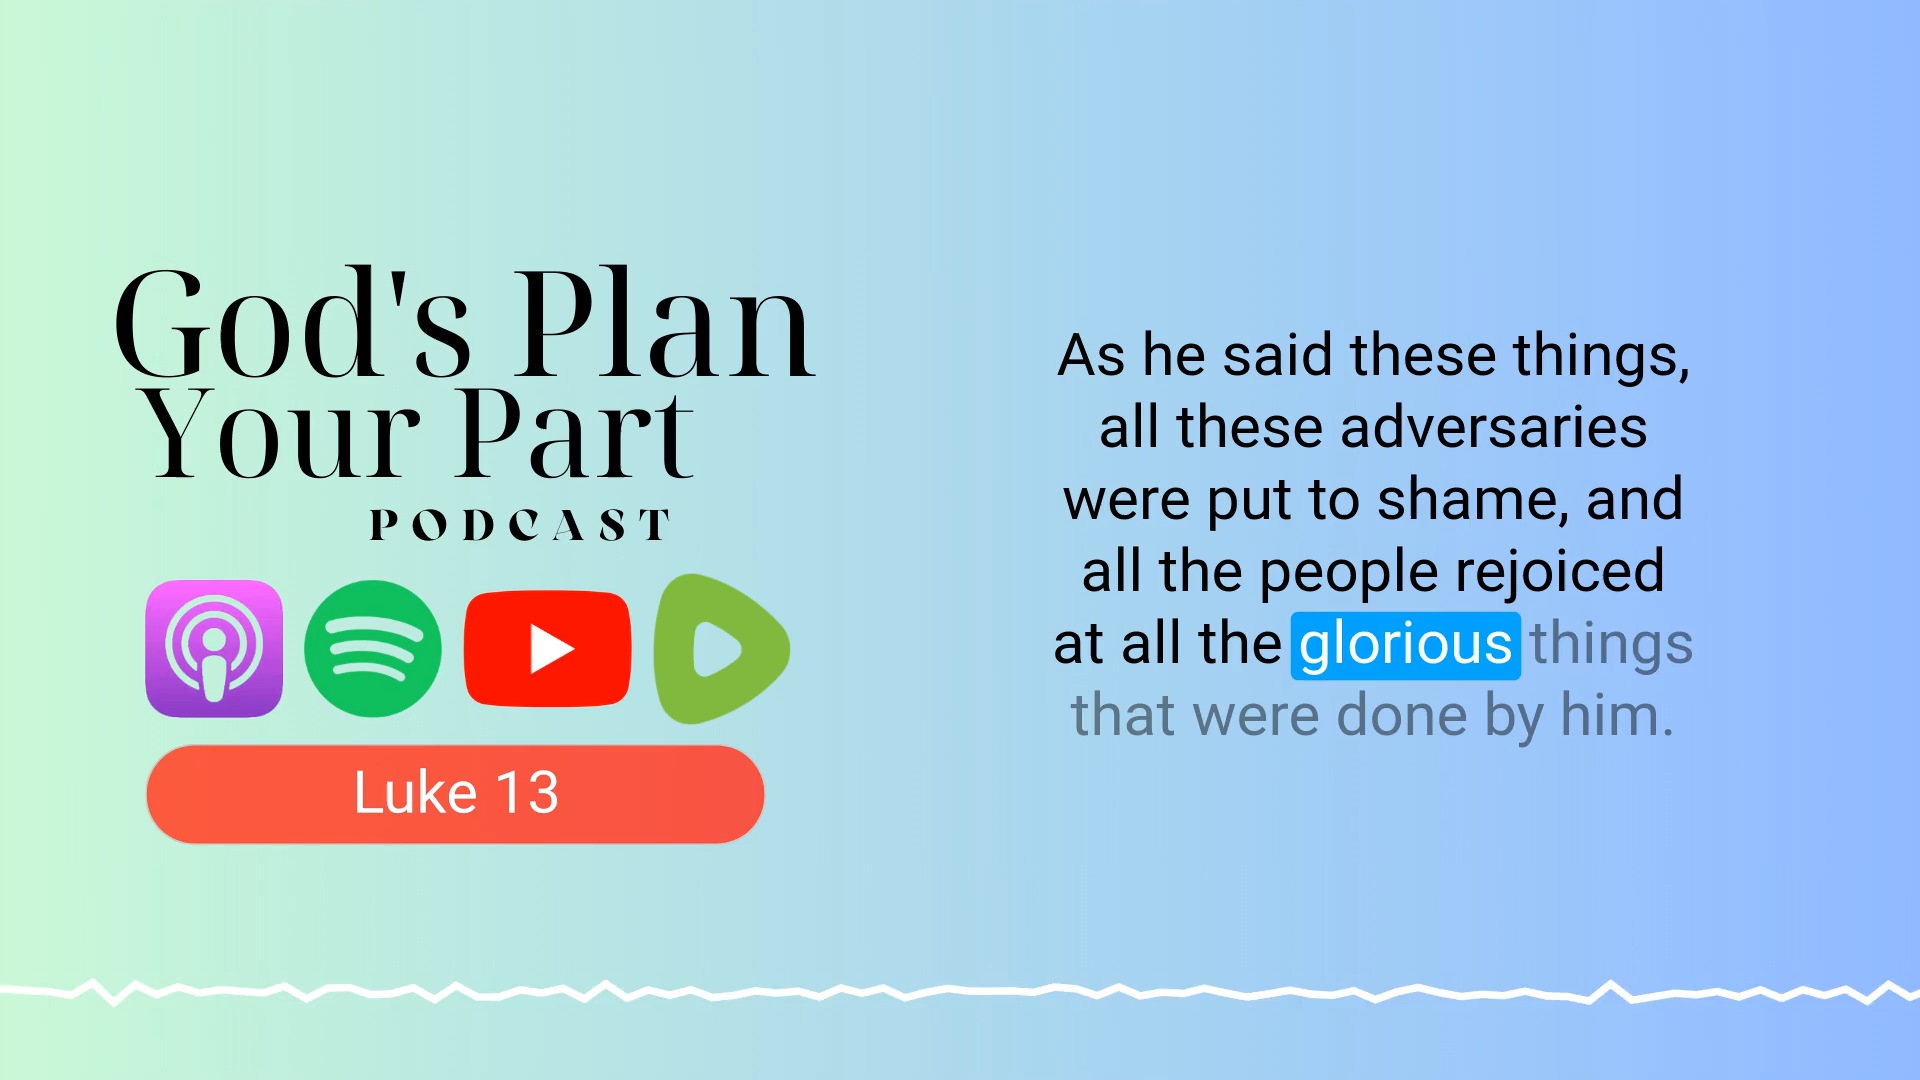 God's Plan
Your Part
PODCAST
Luke 13
As he said these things,
all these adversaries
were put to shame, and
all the people rejoiced
at all the glorious things
that were done by him.